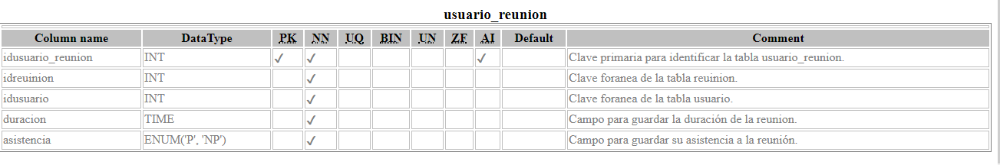 usuario_reunion
Column name DataType PK NN UQ BIN UN ZF AI Default Comment
idusuario_reunion INT ✓ ✓ ✓ Clave primaria para identificar la tabla usuario_reunion.
idreuinion INT ✓ Clave foranea de la tabla reuinion.
idusuario INT ✓ Clave foranea de la tabla usuario.
duracion TIME ✓ Campo para guardar la duración de la reunion.
asistencia ENUM('P', 'NP') ✓ Campo para guardar su asistencia a la reunión.